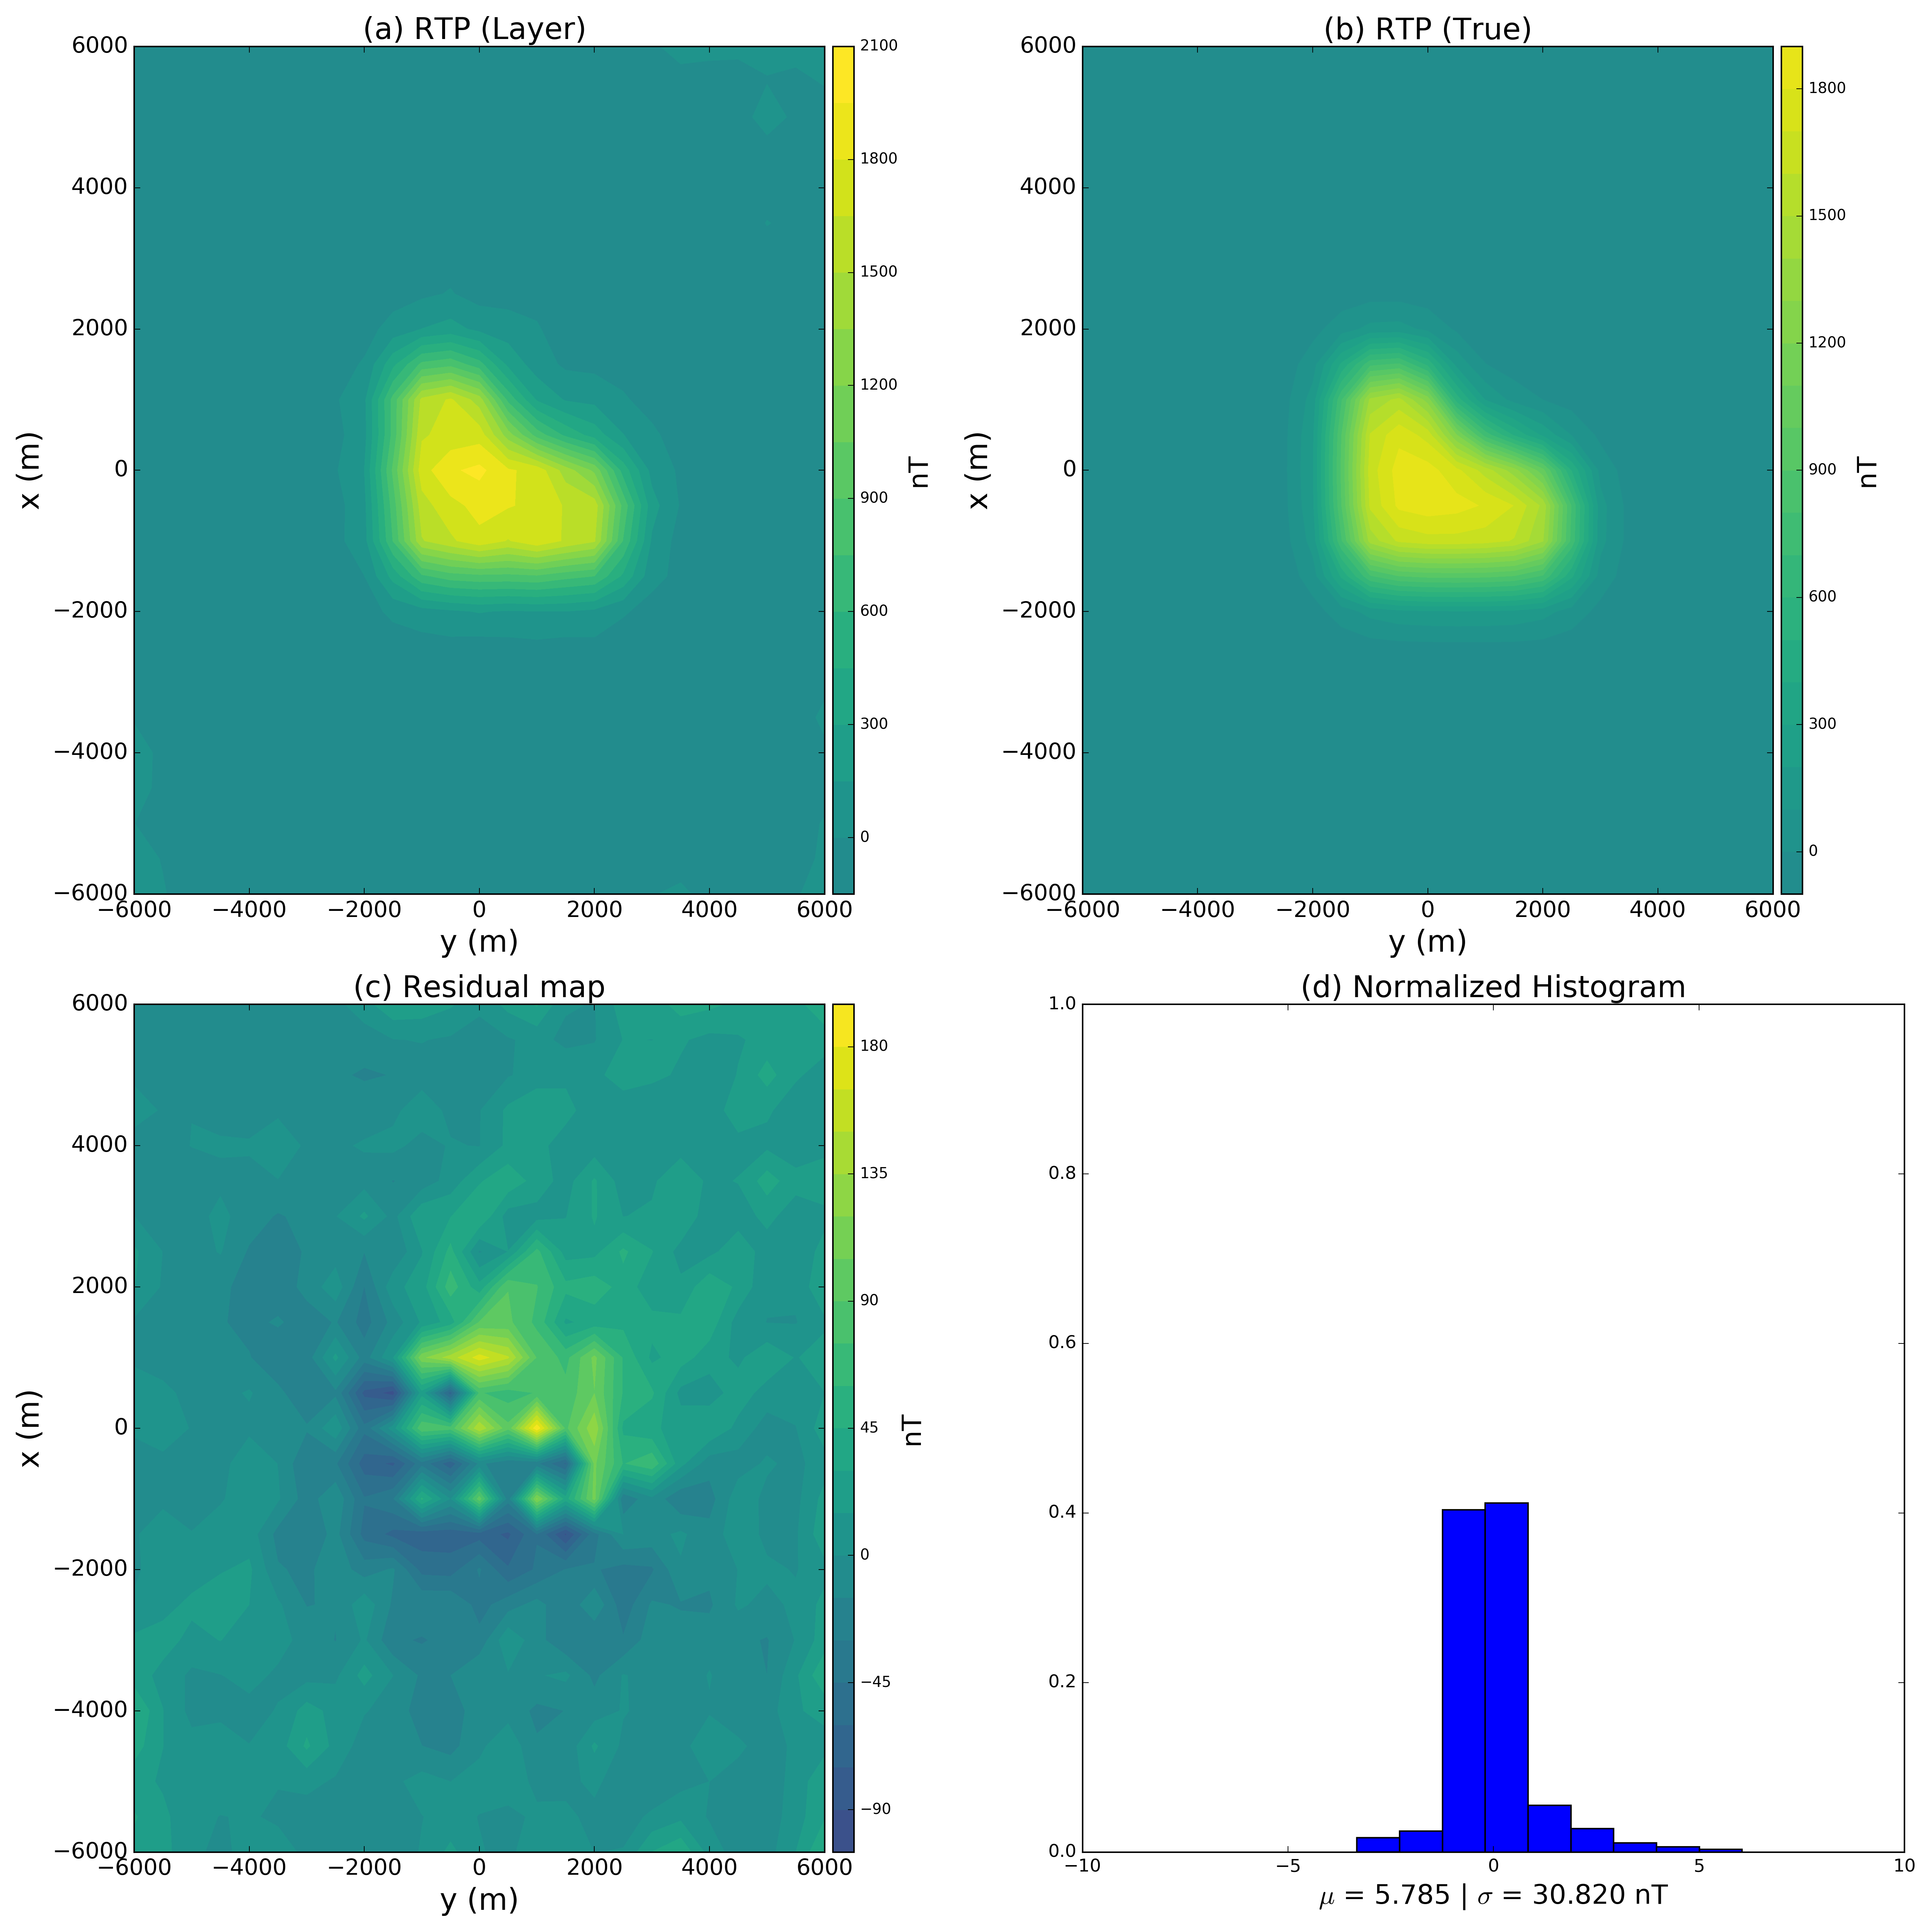 (a) RTP (Layer)
6000
4000
2000
0
−2000
−4000
−6000
x (m)
−6000 −4000 −2000 0 2000 4000 6000
y (m)
2100
1800
1500
1200
900
600
300
0
nT
(b) RTP (True)
6000
4000
2000
0
−2000
−4000
−6000
x (m)
−6000 −4000 −2000 0 2000 4000 6000
y (m)
1800
1500
1200
900
600
300
0
nT
(c) Residual map
6000
4000
2000
0
−2000
−4000
−6000
x (m)
−6000 −4000 −2000 0 2000 4000 6000
y (m)
180
135
90
45
0
−45
−90
nT
(d) Normalized Histogram
1.0
0.8
0.6
0.4
0.2
0.0
−10 −5 0 5 10
μ = 5.785 | σ = 30.820 nT